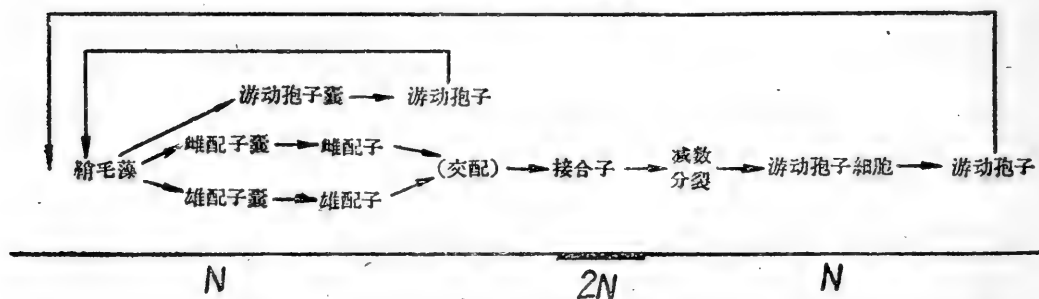 游动孢子囊 游动孢子
绡毛藻
雌配子囊 雌配子
(交配) 接合子 减数分裂 游动孢子細胞 游动孢子
雄配子囊 雄配子
N 2N N